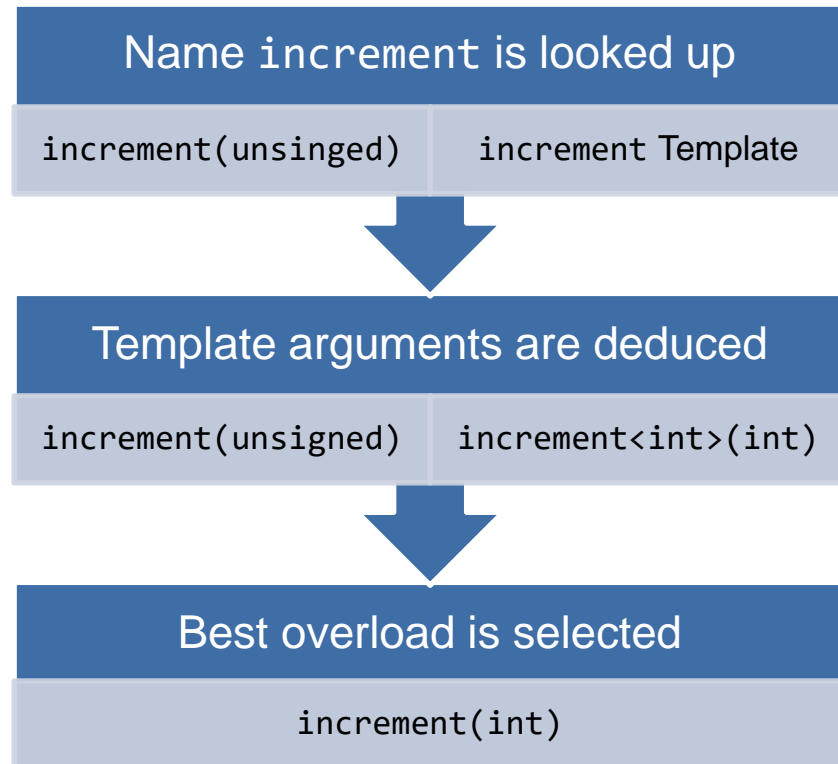 Name increment is looked up
increment(unsinged)
increment Template
Template arguments are deduced
increment(unsigned)
increment<int>(int)
Best overload is selected
increment(int)